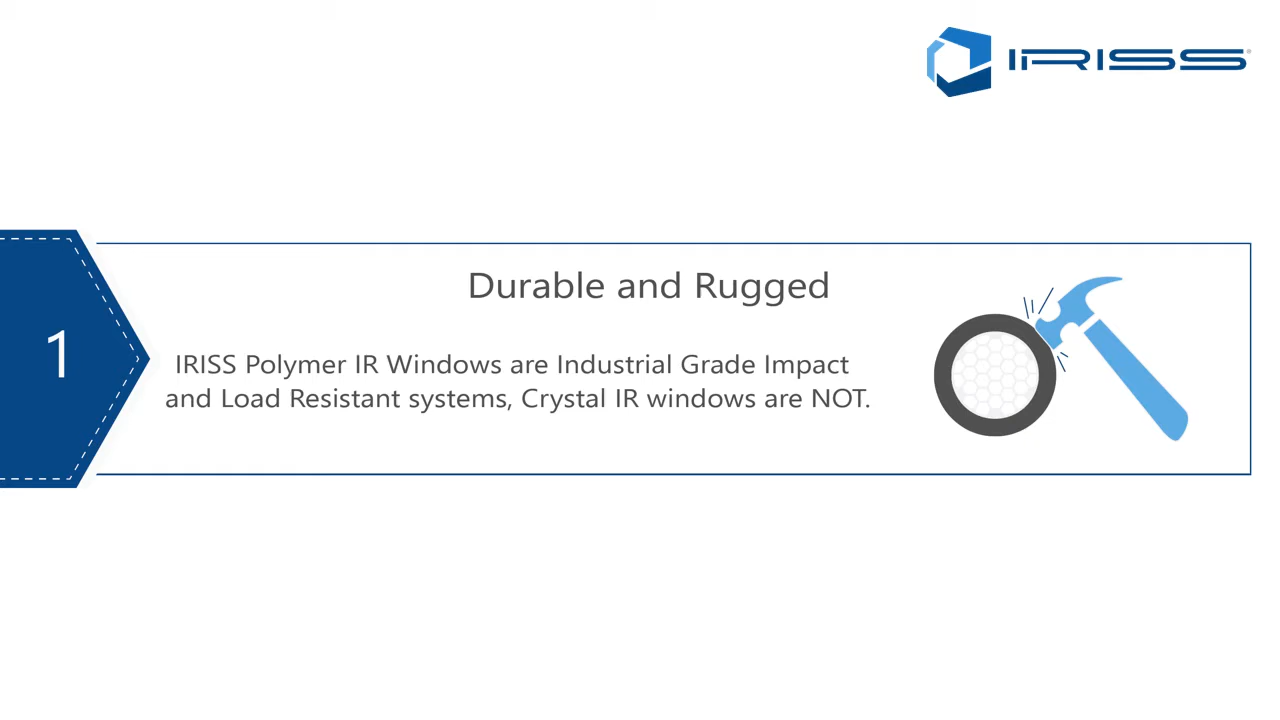 IRISS
Durable and Rugged
1
IRISS Polymer IR Windows are Industrial Grade Impact
and Load Resistant systems, Crystal IR windows are NOT.